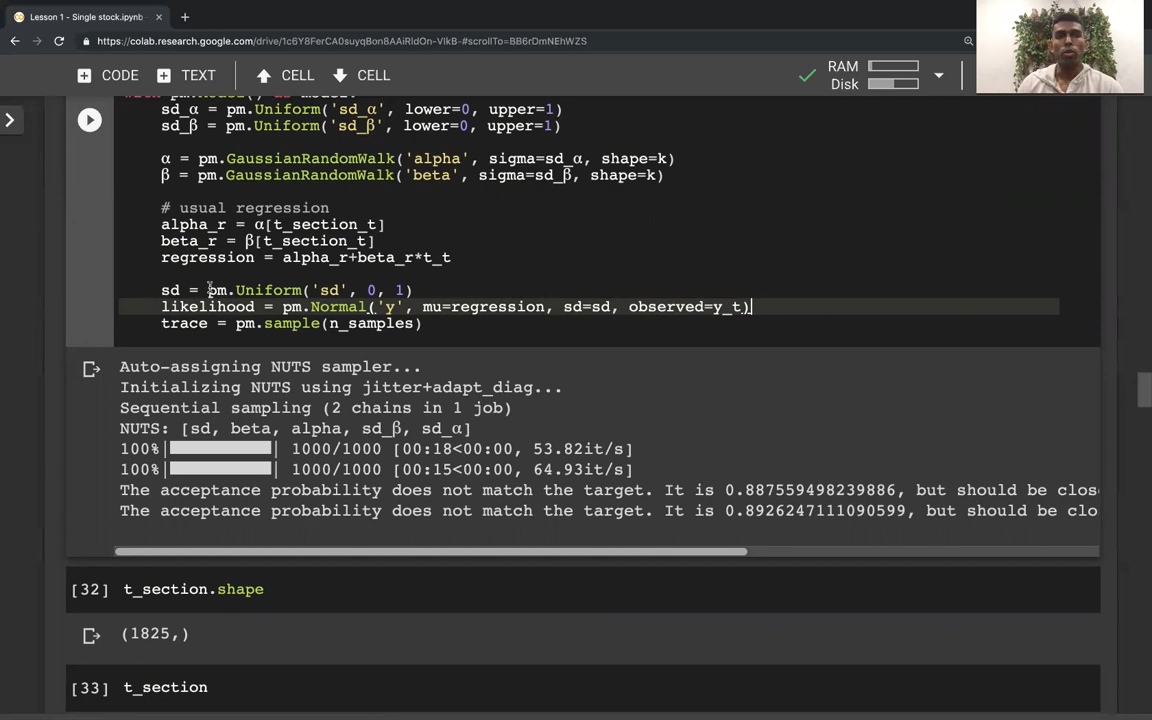 Lesson 1 - Single stock.ipynb
https://colab.research.google.com/drive/1c6Y8FerCA0suyqBon8AAiRldOn-VIkB-#scrollTo=BB6rDmNEhWZS
CODE TEXT CELL CELL
RAM
Disk
sd_α = pm.Uniform('sd_α', lower=0, upper=1)
sd_β = pm.Uniform('sd_β', lower=0, upper=1)
α = pm.GaussianRandomWalk('alpha', sigma=sd_α, shape=k)
β = pm.GaussianRandomWalk('beta', sigma=sd_β, shape=k)
# usual regression
alpha_r = α[t_section_t]
beta_r = β[t_section_t]
regression = alpha_r+beta_r*t_t
sd = pm.Uniform('sd', 0, 1)
likelihood = pm.Normal('y', mu=regression, sd=sd, observed=y_t)
trace = pm.sample(n_samples)
Auto-assigning NUTS sampler...
Initializing NUTS using jitter+adapt_diag...
Sequential sampling (2 chains in 1 job)
NUTS: [sd, beta, alpha, sd_β, sd_α]
100%| | 1000/1000 [00:18<00:00, 53.82it/s]
100%| | 1000/1000 [00:15<00:00, 64.93it/s]
The acceptance probability does not match the target. It is 0.887559498239886, but should be clos
The acceptance probability does not match the target. It is 0.8926247111090599, but should be clo
[32] t_section.shape
(1825,)
[33] t_section